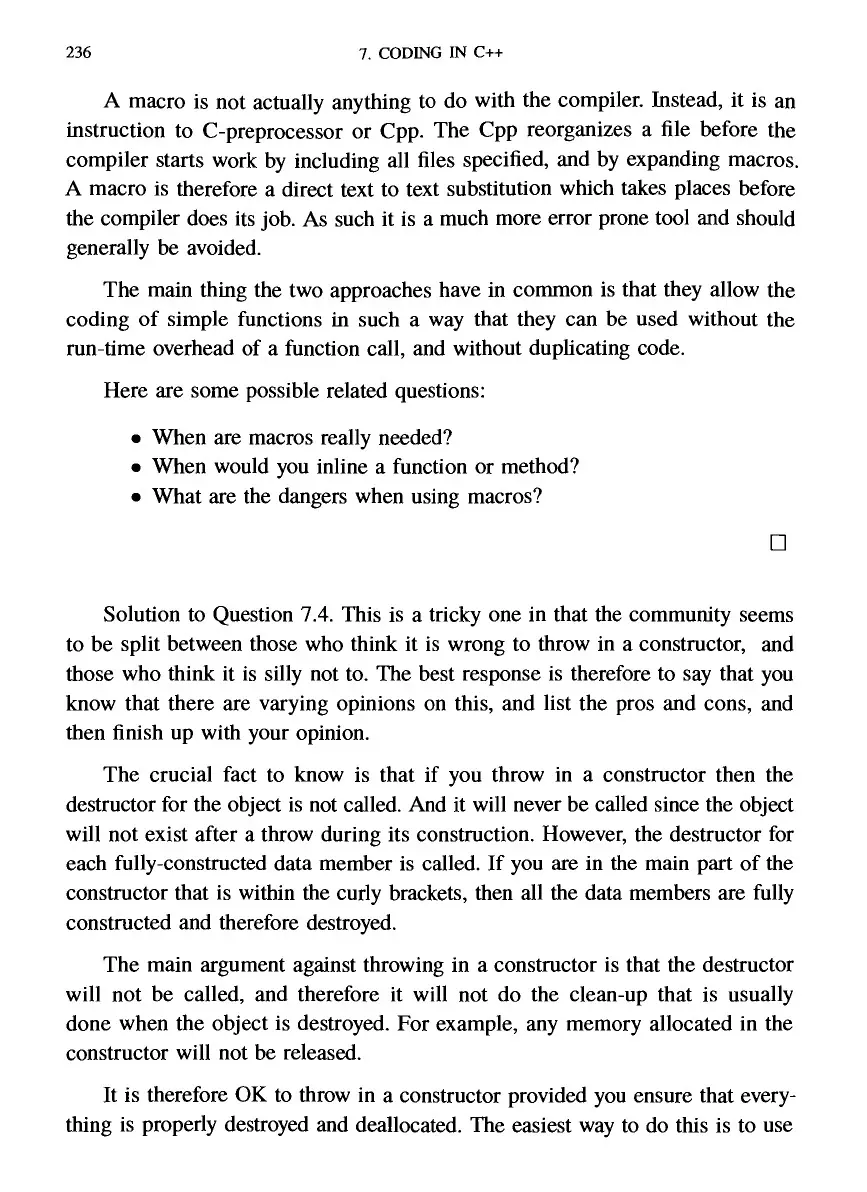 236
7. CODING IN C++
A macro is not actually anything to do with the compiler. Instead, it is an
instruction to C-preprocessor or Cpp. The Cpp reorganizes a file before the
compiler starts work by including all files specified, and by expanding macros.
A macro is therefore a direct text to text substitution which takes places before
the compiler does its job. As such it is a much more error prone tool and should
generally be avoided.
The main thing the two approaches have in common is that they allow the
coding of simple functions in such a way that they can be used without the
run-time overhead of a function call, and without duplicating code.
Here are some possible related questions:
• When are macros really needed?
• When would you inline a function or method?
• What are the dangers when using macros?
□
Solution to Question 7.4. This is a tricky one in that the community seems
to be split between those who think it is wrong to throw in a constructor, and
those who think it is silly not to. The best response is therefore to say that you
know that there are varying opinions on this, and list the pros and cons, and
then finish up with your opinion.
The crucial fact to know is that if you throw in a constructor then the
destructor for the object is not called. And it will never be called since the object
will not exist after a throw during its construction. However, the destructor for
each fully-constructed data member is called. If you are in the main part of the
constructor that is within the curly brackets, then all the data members are fully
constructed and therefore destroyed.
The main argument against throwing in a constructor is that the destructor
will not be called, and therefore it will not do the clean-up that is usually
done when the object is destroyed. For example, any memory allocated in the
constructor will not be released.
It is therefore OK to throw in a constructor provided you ensure that every-
thing is properly destroyed and deallocated. The easiest way to do this is to use